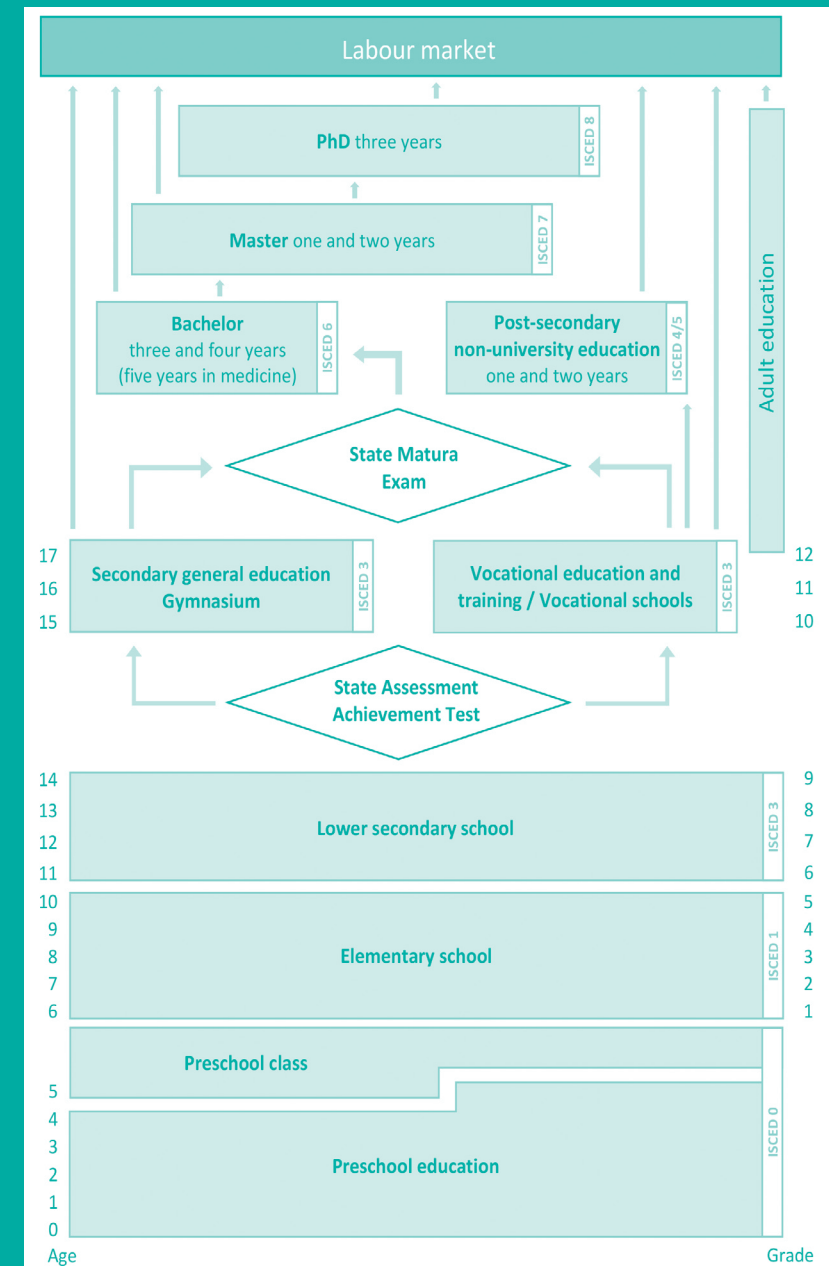 Labour market
PhD three years
ISCED 8
Master one and two years
ISCED 7
Bachelor
three and four years
(five years in medicine)
ISCED 6
Post-secondary
non-university education
one and two years
ISCED 4/5
Adult education
State Matura
Exam
17
16
15
Secondary general education
Gymnasium
ISCED 3
Vocational education and
training / Vocational schools
ISCED 3
12
11
10
State Assessment
Achievement Test
14
13
12
11
Lower secondary school
ISCED 3
9
8
7
6
10
9
8
7
6
Elementary school
ISCED 1
5
4
3
2
1
Preschool class
5
4
3
2
1
0
Preschool education
ISCED 0
Age
Grade